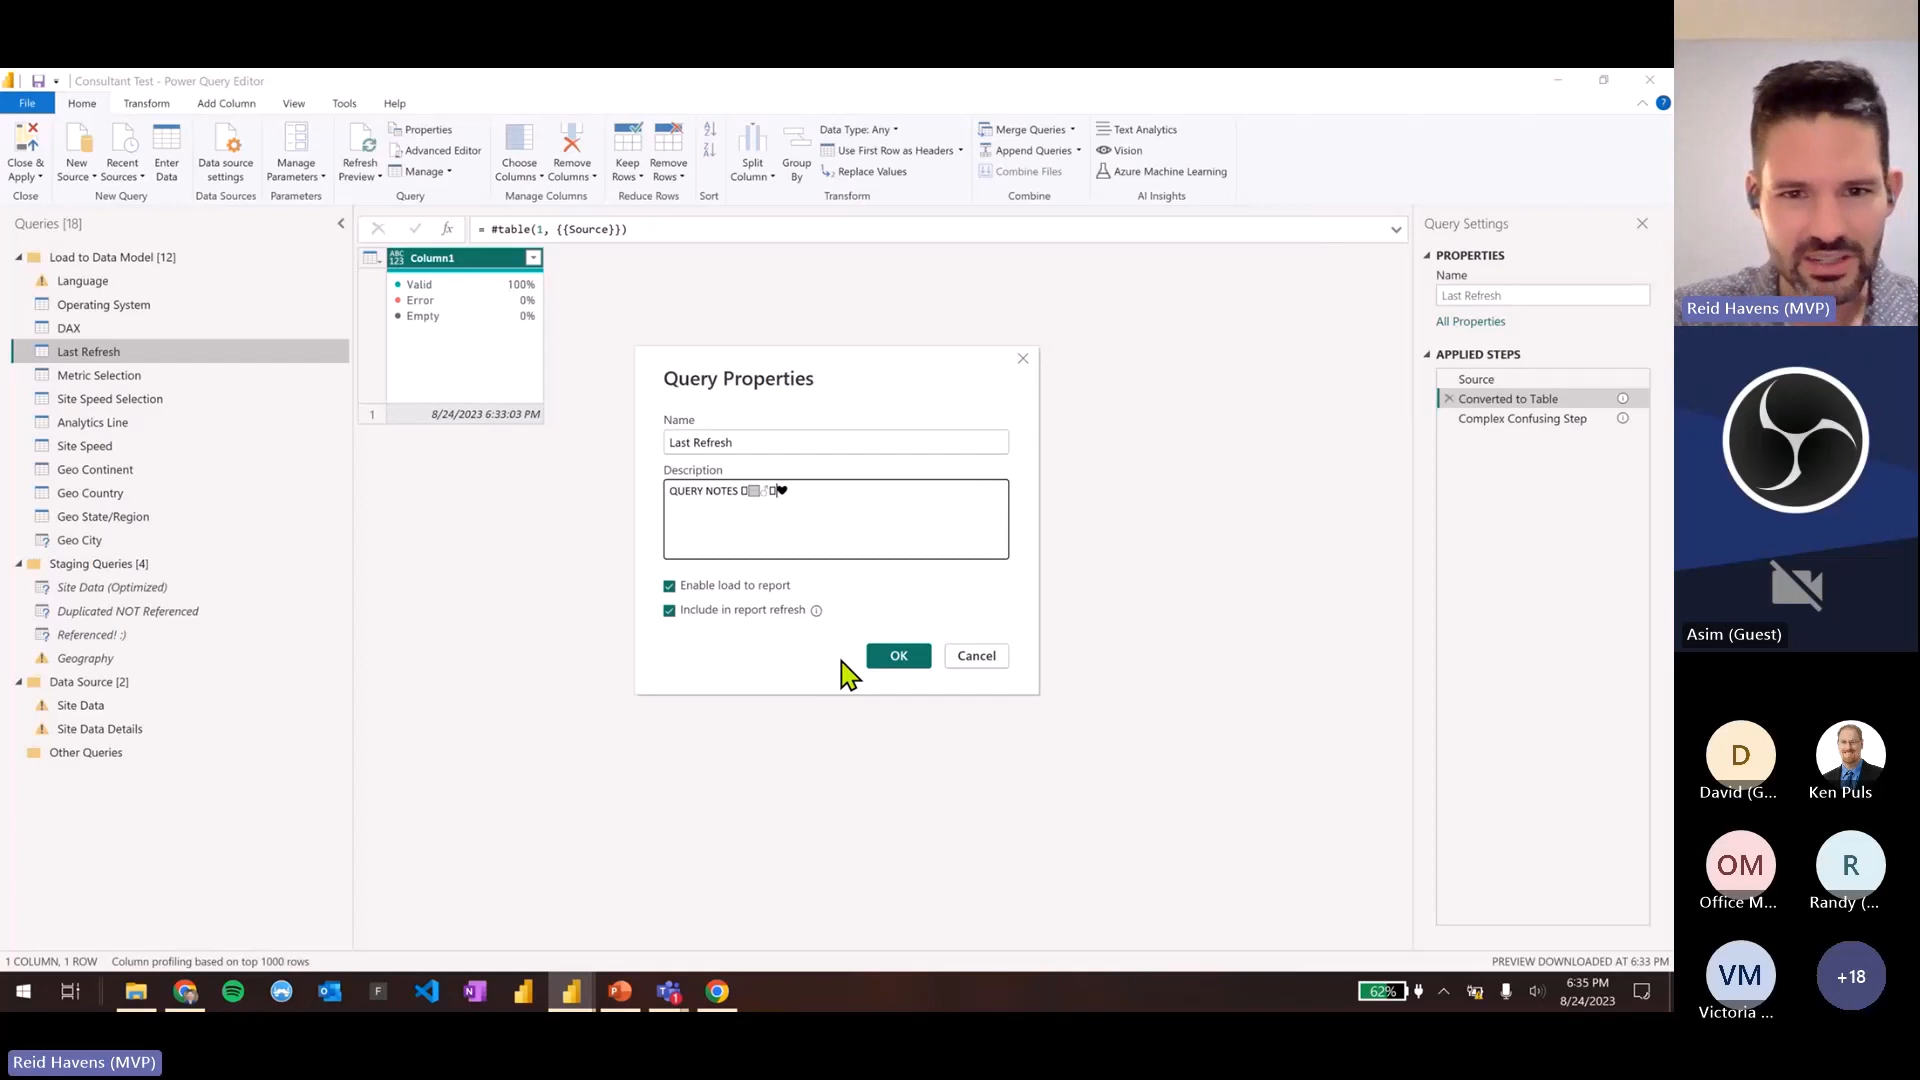 Consultant Test - Power Query Editor
File Home Transform Add Column View Tools Help
Close & Apply
New Source
Recent Sources
Enter Data
Data source settings
Manage Parameters
Refresh Preview
Properties
Advanced Editor
Manage
Choose Columns
Remove Columns
Keep Rows
Remove Rows
Split Column
Group By
Data Type: Any
Use First Row as Headers
Replace Values
Merge Queries
Append Queries
Combine Files
Text Analytics
Vision
Azure Machine Learning
Close New Query Data Sources Parameters Query Manage Columns Reduce Rows Sort Transform Combine AI Insights
Queries [18]
Load to Data Model [12]
Language
Operating System
DAX
Last Refresh
Metric Selection
Site Speed Selection
Analytics Line
Site Speed
Geo Continent
Geo Country
Geo State/Region
Geo City
Staging Queries [4]
Site Data (Optimized)
Duplicated NOT Referenced
Referenced! :)
Geography
Data Source [2]
Site Data
Site Data Details
Other Queries
fx = #table(1, {{Source}})
ABC 123 Column1
Valid 100%
Error 0%
Empty 0%
1 8/24/2023 6:33:03 PM
Query Properties
Name
Last Refresh
Description
QUERY NOTES
Enable load to report
Include in report refresh
OK Cancel
Query Settings
PROPERTIES
Name
Last Refresh
All Properties
APPLIED STEPS
Source
Converted to Table
Complex Confusing Step
1 COLUMN, 1 ROW Column profiling based on top 1000 rows
PREVIEW DOWNLOADED AT 6:33 PM
62%
6:35 PM
8/24/2023
Reid Havens (MVP)
Asim (Guest)
D
David (G...
Ken Puls
OM
Office M...
R
Randy (...
VM
Victoria ...
+18
Reid Havens (MVP)